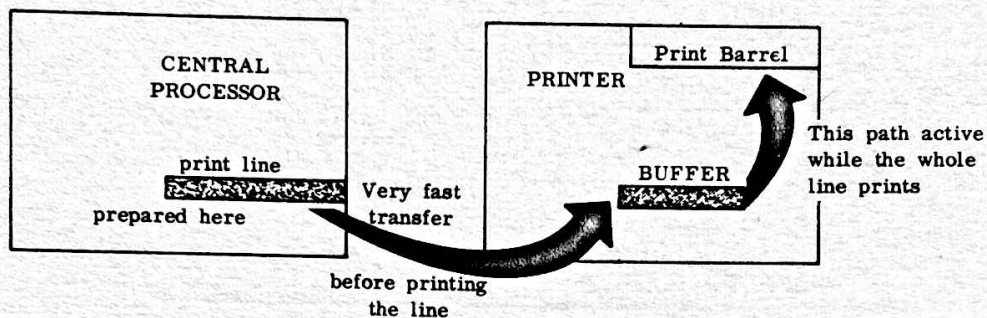 CENTRAL
PROCESSOR
print line
prepared here
Very fast
transfer
before printing
the line
Print Barrel
PRINTER
BUFFER
This path active
while the whole
line prints